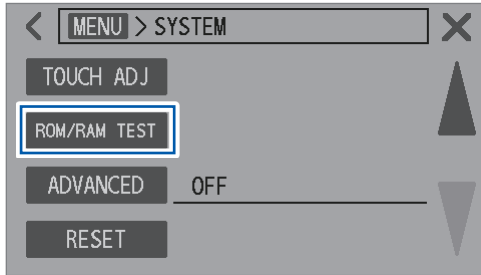 MENU > SYSTEM
TOUCH ADJ
ROM/RAM TEST
ADVANCED OFF
RESET